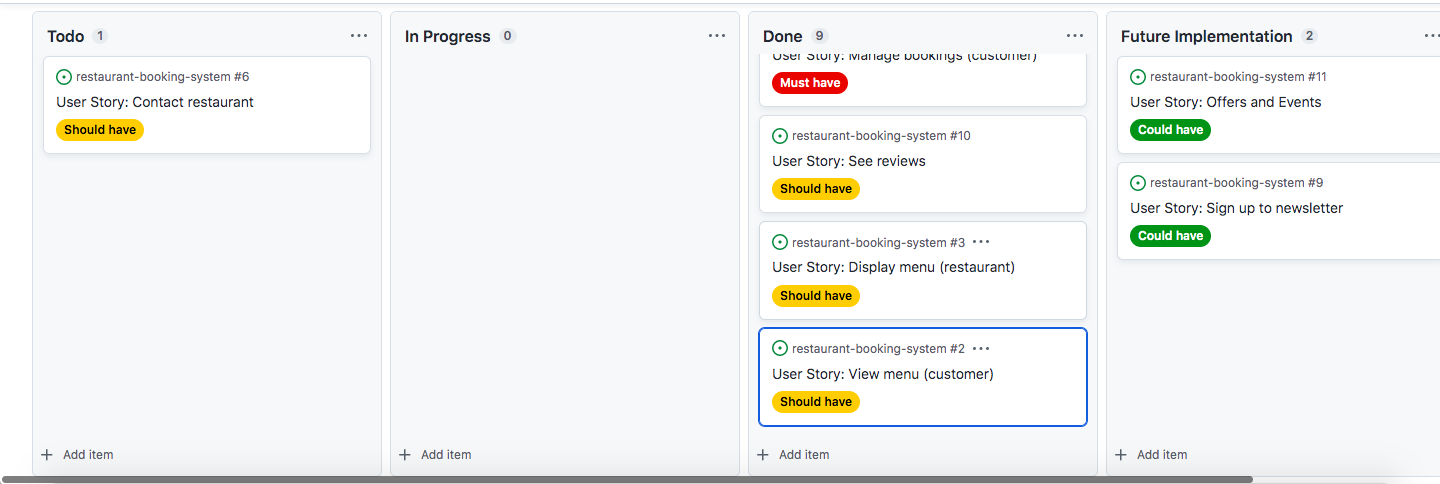 Todo 1
restaurant-booking-system #6
User Story: Contact restaurant
Should have
Add item
In Progress 0
Add item
Done 9
User Story: Manage bookings (customer)
Must have
restaurant-booking-system #10
User Story: See reviews
Should have
restaurant-booking-system #3
User Story: Display menu (restaurant)
Should have
restaurant-booking-system #2
User Story: View menu (customer)
Should have
Add item
Future Implementation 2
restaurant-booking-system #11
User Story: Offers and Events
Could have
restaurant-booking-system #9
User Story: Sign up to newsletter
Could have
Add item